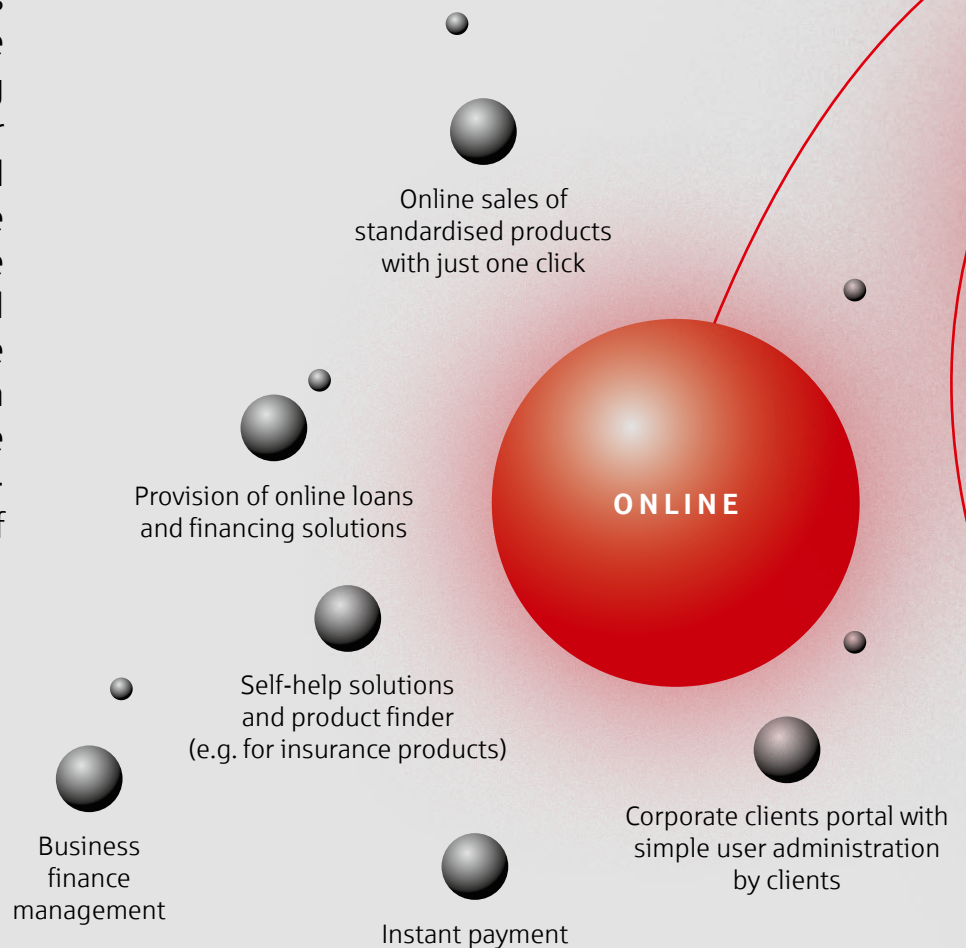 Online sales of
standardised products
with just one click
ONLINE
Provision of online loans
and financing solutions
Self-help solutions
and product finder
(e.g. for insurance products)
Corporate clients portal with
simple user administration
by clients
Business
finance
management
Instant payment